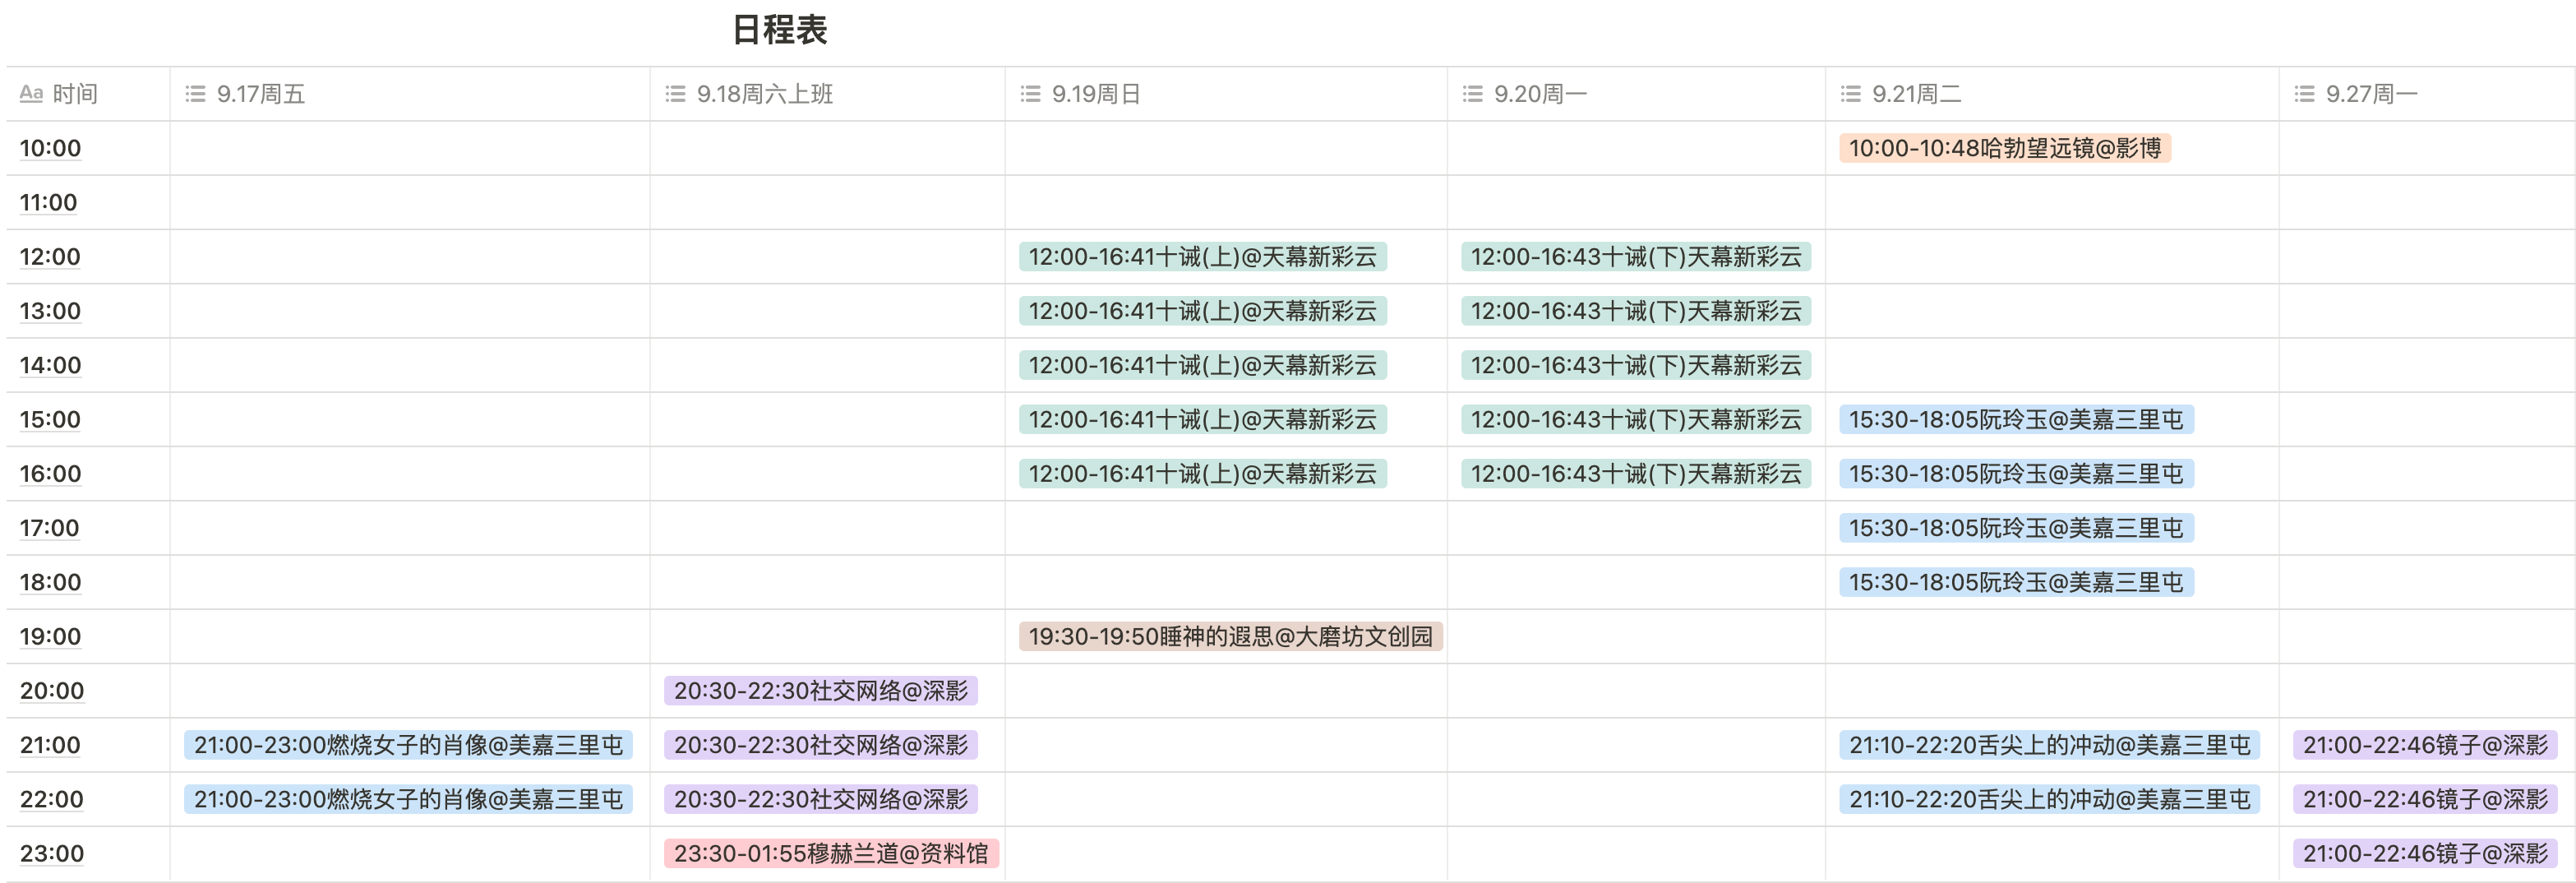 日程表
Aa 时间 9.17周五 9.18周六上班 9.19周日 9.20周一 9.21周二 9.27周一
10:00 10:00-10:48哈勃望远镜@影博
11:00
12:00 12:00-16:41十诫(上)@天幕新彩云 12:00-16:43十诫(下)天幕新彩云
13:00 12:00-16:41十诫(上)@天幕新彩云 12:00-16:43十诫(下)天幕新彩云
14:00 12:00-16:41十诫(上)@天幕新彩云 12:00-16:43十诫(下)天幕新彩云
15:00 12:00-16:41十诫(上)@天幕新彩云 12:00-16:43十诫(下)天幕新彩云 15:30-18:05阮玲玉@美嘉三里屯
16:00 12:00-16:41十诫(上)@天幕新彩云 12:00-16:43十诫(下)天幕新彩云 15:30-18:05阮玲玉@美嘉三里屯
17:00 15:30-18:05阮玲玉@美嘉三里屯
18:00 15:30-18:05阮玲玉@美嘉三里屯
19:00 19:30-19:50睡神的遐思@大磨坊文创园
20:00 20:30-22:30社交网络@深影
21:00 21:00-23:00燃烧女子的肖像@美嘉三里屯 20:30-22:30社交网络@深影 21:10-22:20舌尖上的冲动@美嘉三里屯 21:00-22:46镜子@深影
22:00 21:00-23:00燃烧女子的肖像@美嘉三里屯 20:30-22:30社交网络@深影 21:10-22:20舌尖上的冲动@美嘉三里屯 21:00-22:46镜子@深影
23:00 23:30-01:55穆赫兰道@资料馆 21:00-22:46镜子@深影